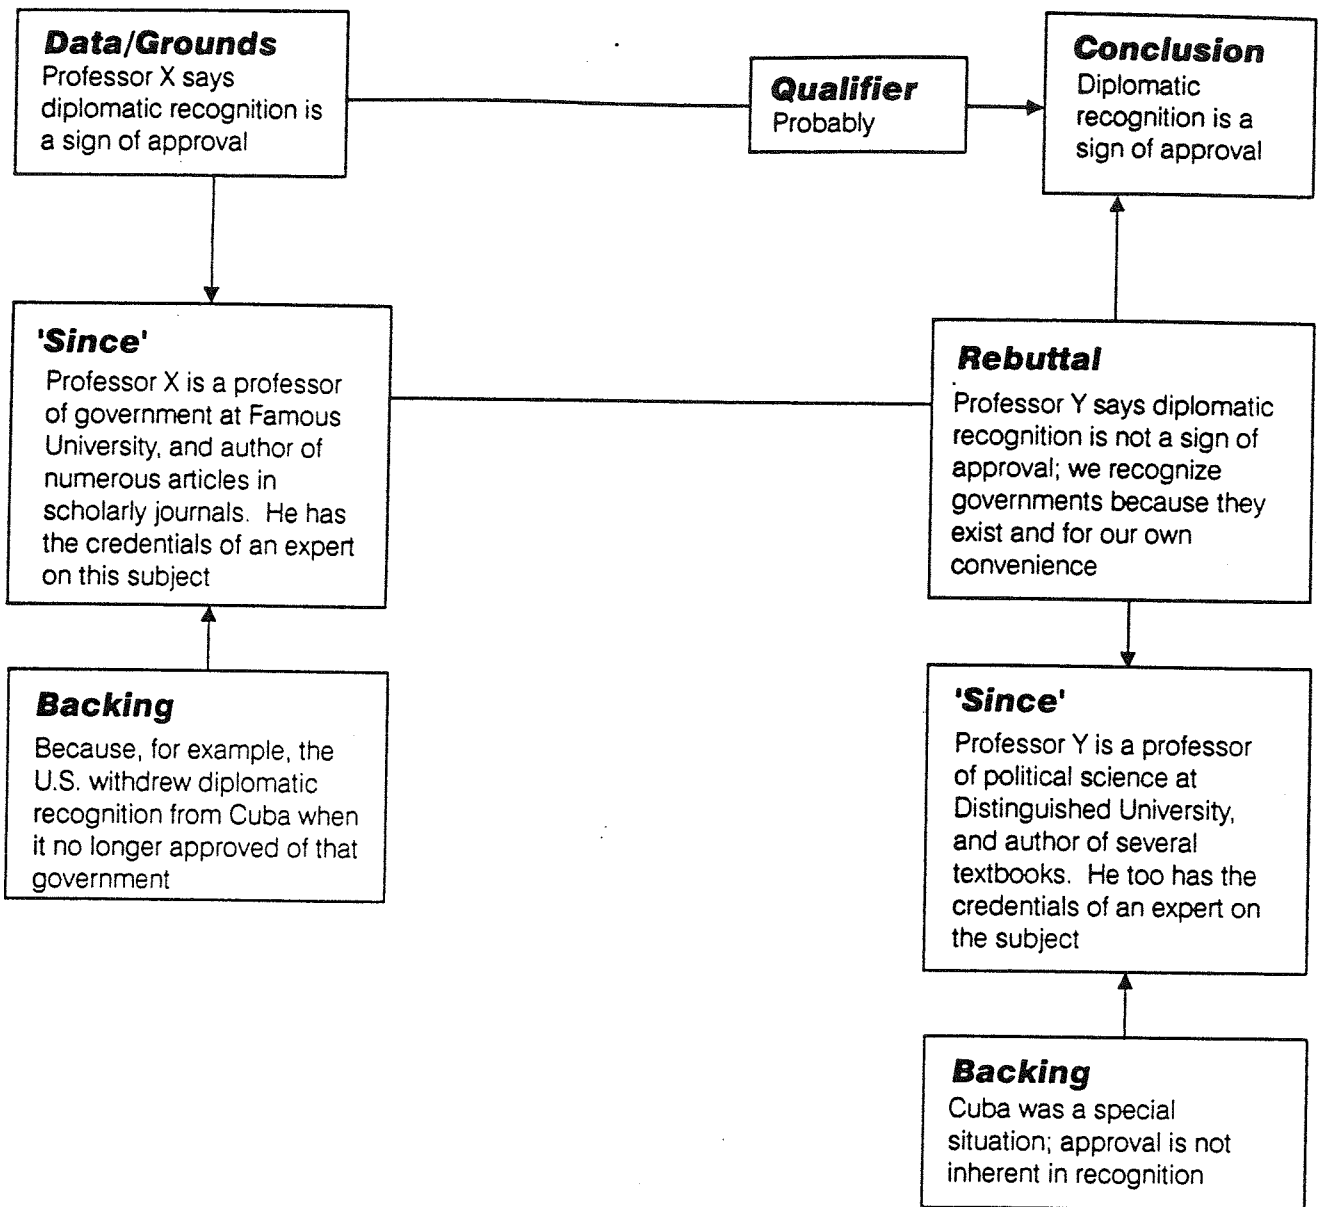 Data/Grounds
Professor X says
diplomatic recognition is
a sign of approval
Qualifier
Probably
Conclusion
Diplomatic
recognition is a
sign of approval
'Since'
Professor X is a professor
of government at Famous
University, and author of
numerous articles in
scholarly journals. He has
the credentials of an expert
on this subject
Rebuttal
Professor Y says diplomatic
recognition is not a sign of
approval; we recognize
governments because they
exist and for our own
convenience
Backing
Because, for example, the
U.S. withdrew diplomatic
recognition from Cuba when
it no longer approved of that
government
'Since'
Professor Y is a professor
of political science at
Distinguished University,
and author of several
textbooks. He too has the
credentials of an expert on
the subject
Backing
Cuba was a special
situation; approval is not
inherent in recognition